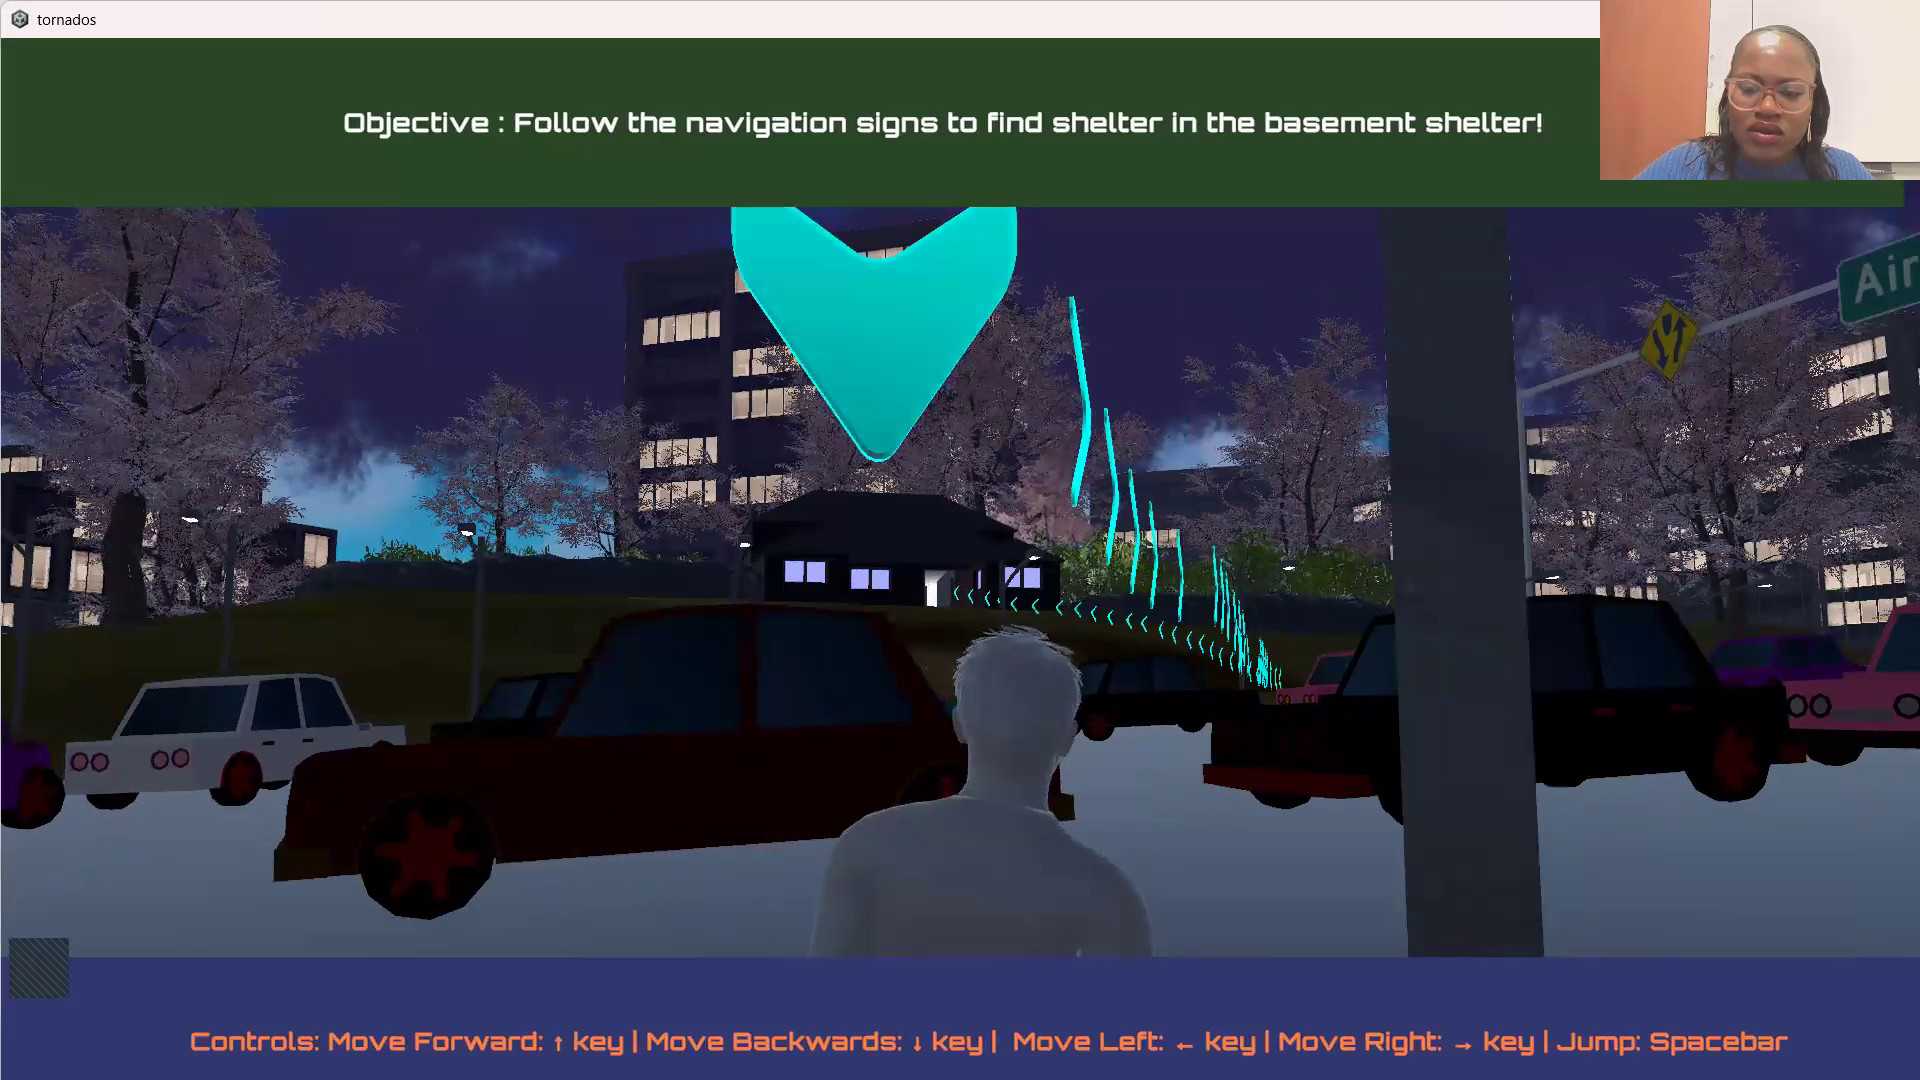 tornados
Objective : Follow the navigation signs to find shelter in the basement shelter!
Air
Controls: Move Forward: ↑ key | Move Backwards: ↓ key | Move Left: ← key | Move Right: → key | Jump: Spacebar